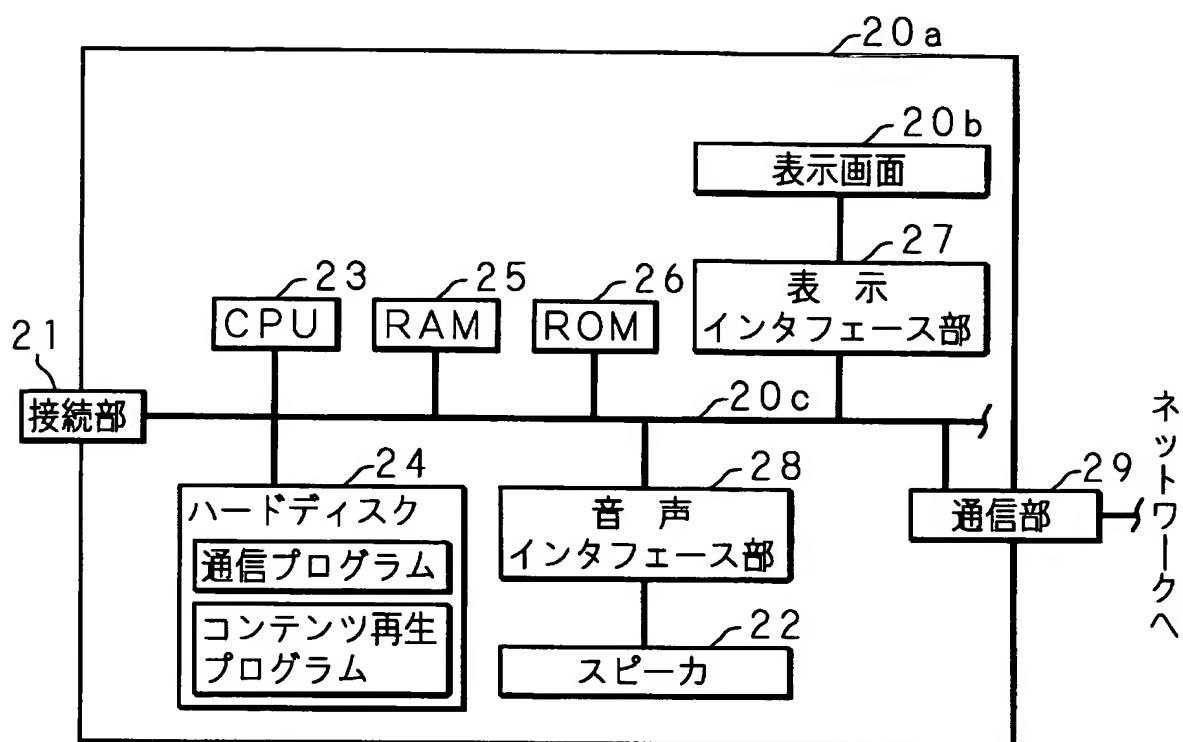 20a
20b
表示画面
27
表 示
インタフェース部
23
CPU
25
RAM
26
ROM
21
接続部
20c
24
ハードディスク
通信プログラム
コンテンツ再生
プログラム
28
音 声
インタフェース部
22
スピーカ
29
通信部
ネットワークへ